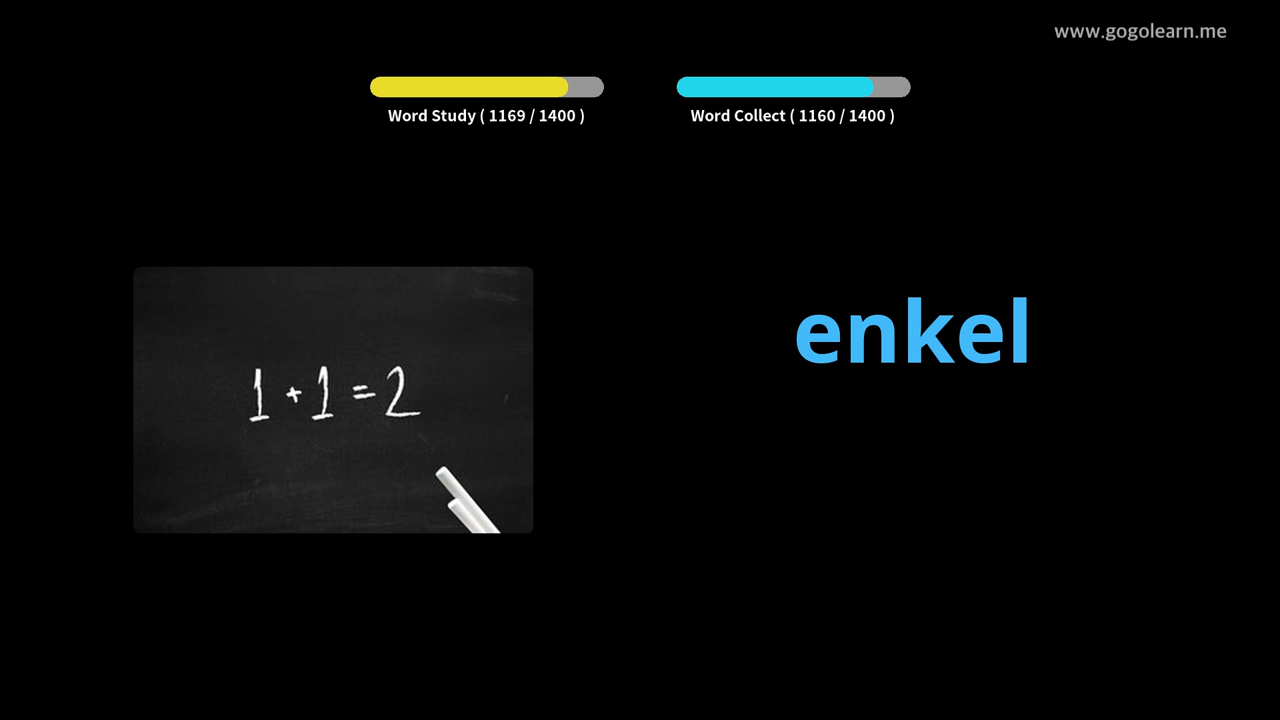 www.gogolearn.me
Word Study ( 1169 / 1400 )
Word Collect ( 1160 / 1400 )
enkel
1 + 1 = 2